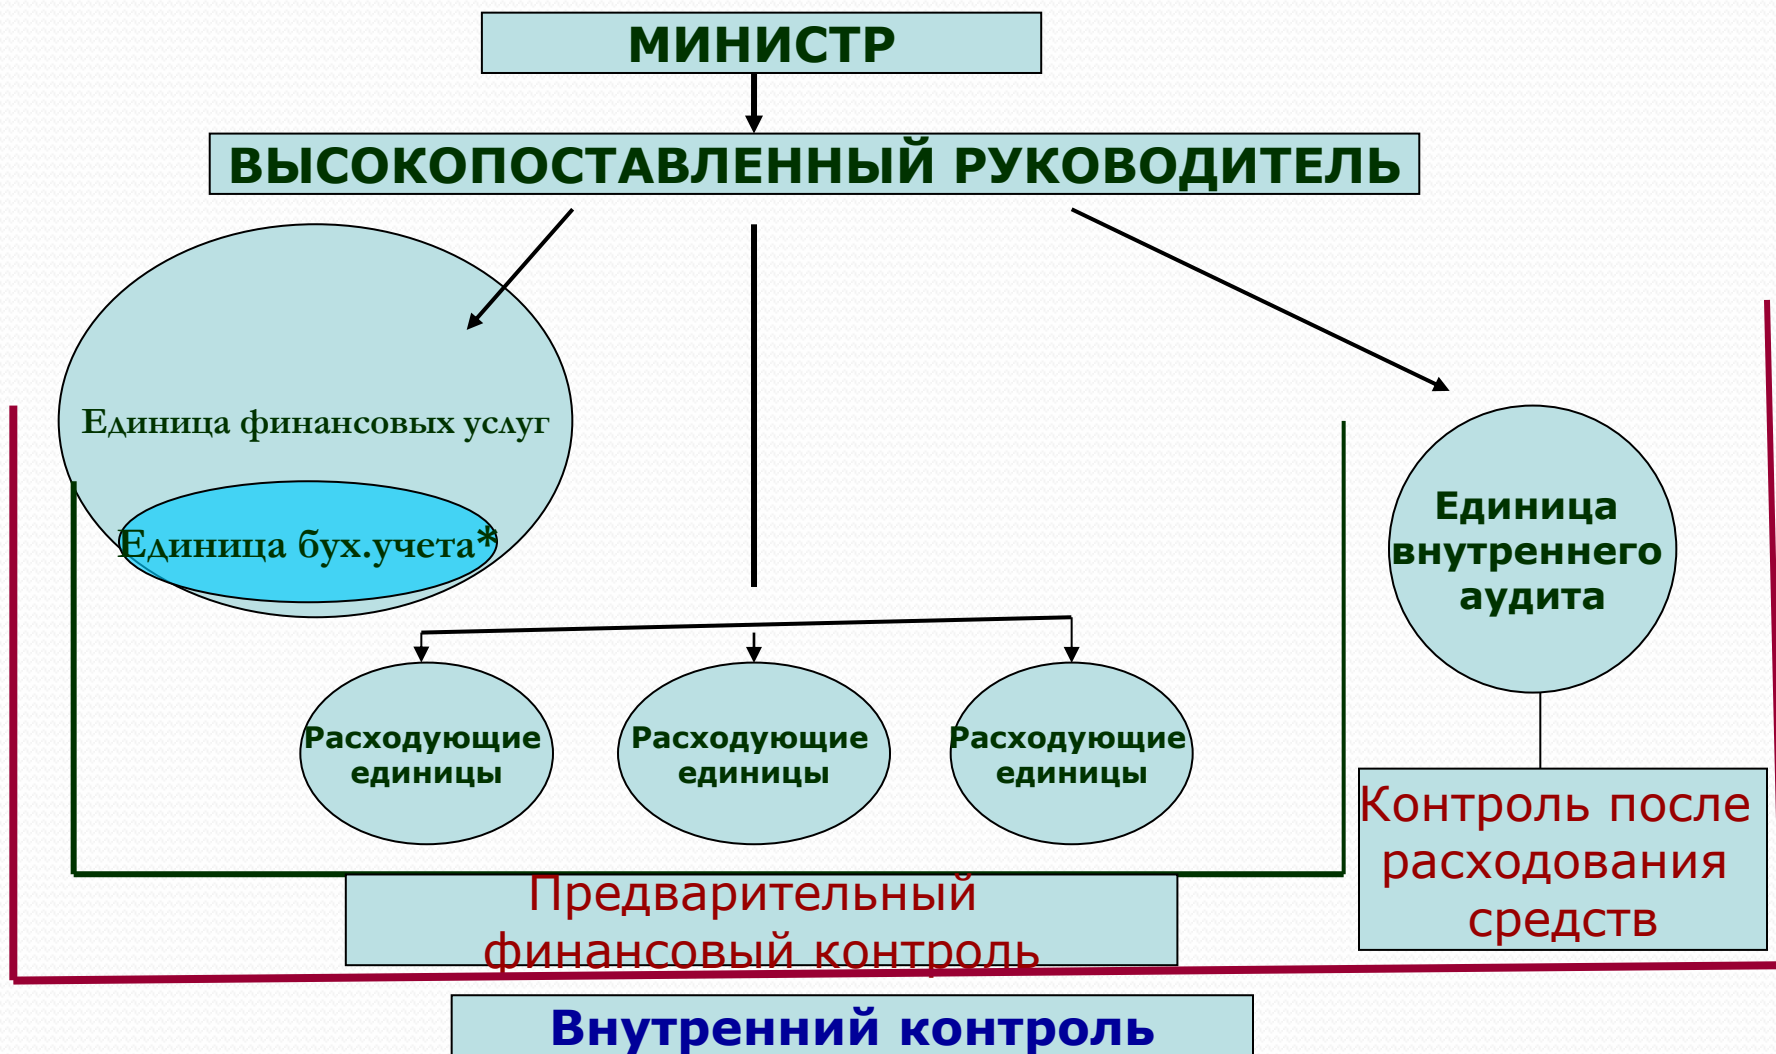 МИНИСТР
ВЫСОКОПОСТАВЛЕННЫЙ РУКОВОДИТЕЛЬ
Единица финансовых услуг
Единица бух.учета*
Единица
внутреннего
аудита
Расходующие
единицы
Расходующие
единицы
Расходующие
единицы
Контроль после
расходования
средств
Предварительный
финансовый контроль
Внутренний контроль